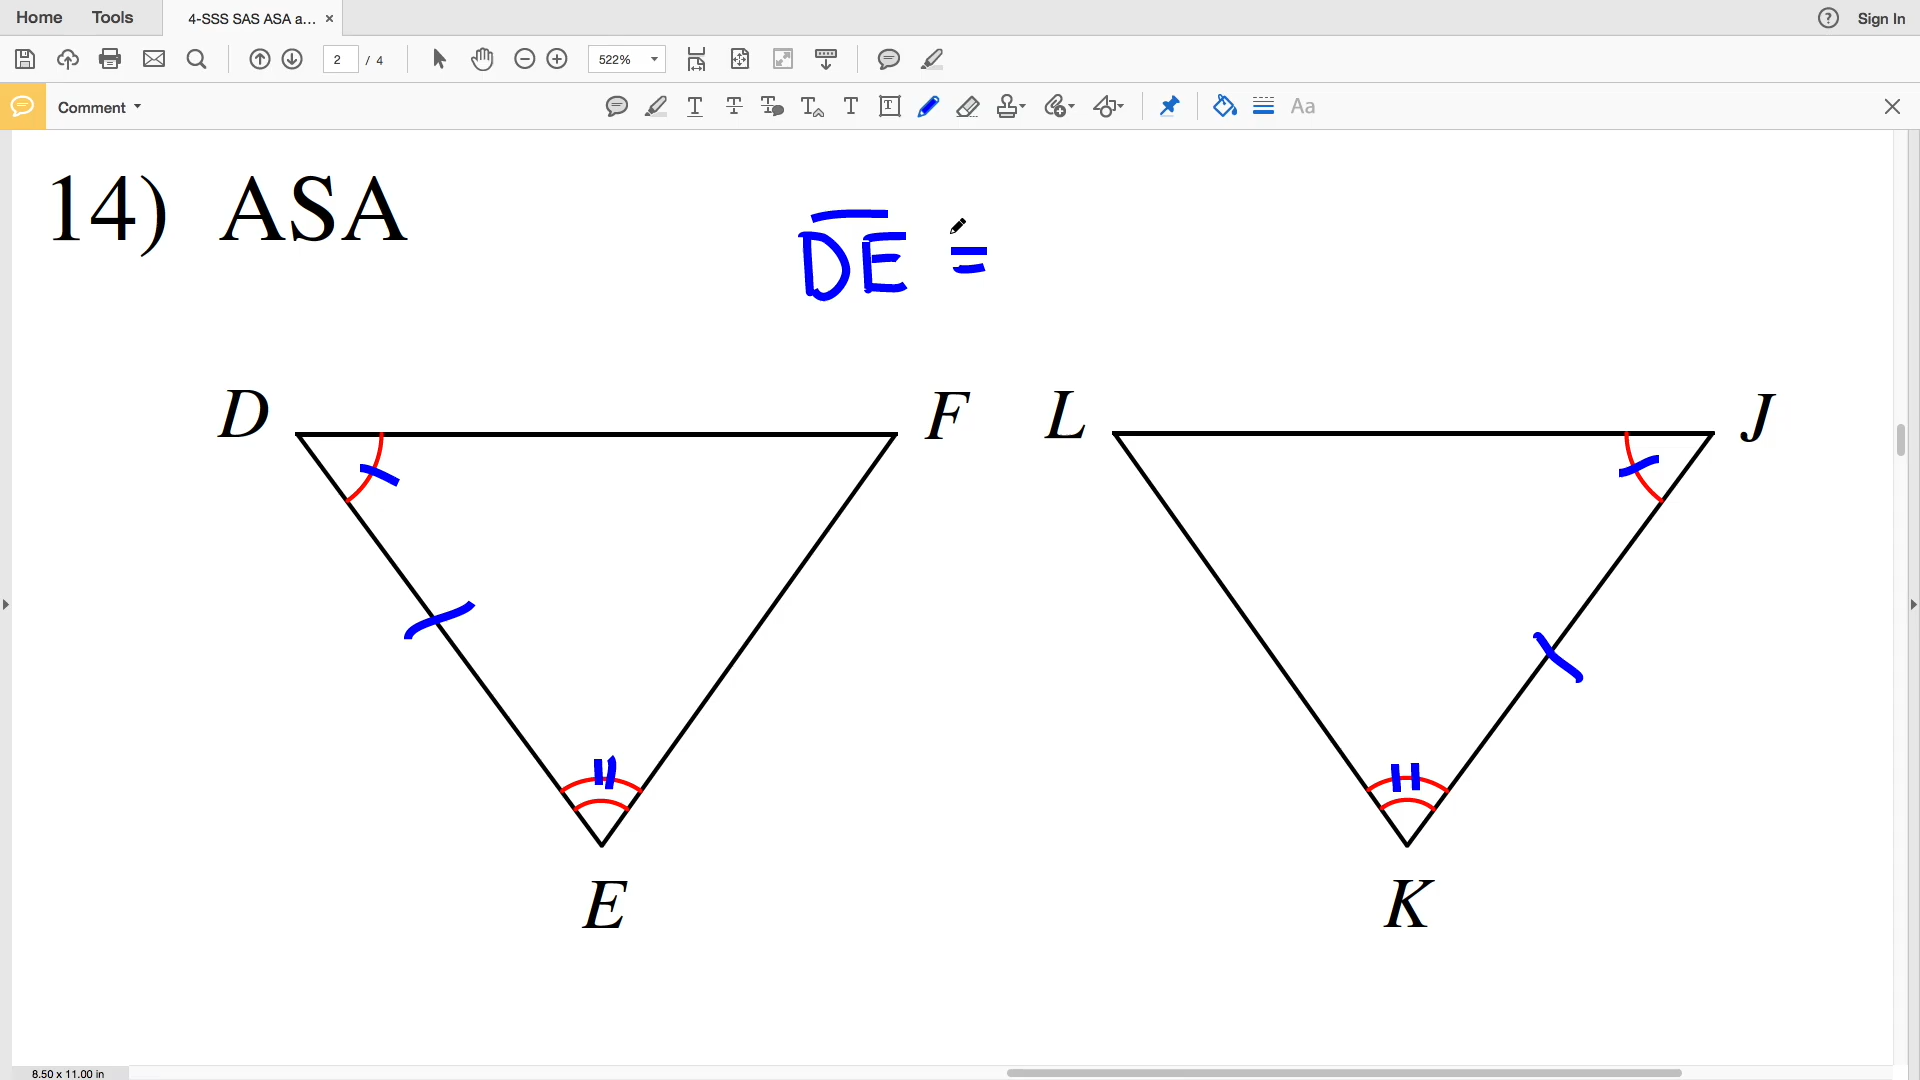 Home Tools 4-SSS SAS ASA a... × ? Sign In
2 / 4 522%
Comment Aa
14) ASA
DE =
D F L J
E K
8.50 x 11.00 in